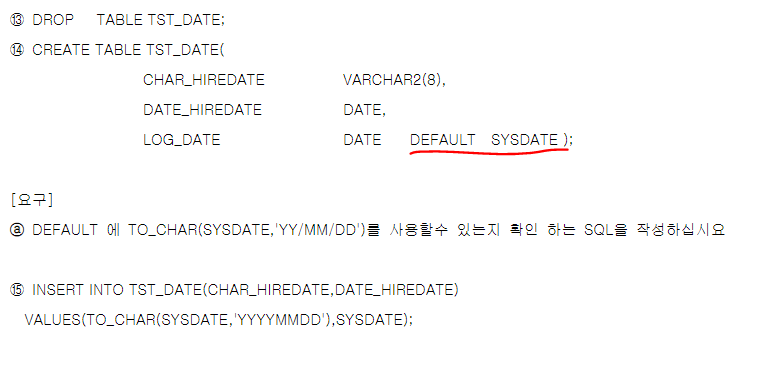 ⑬ DROP TABLE TST_DATE;
⑭ CREATE TABLE TST_DATE(
CHAR_HIREDATE VARCHAR2(8),
DATE_HIREDATE DATE,
LOG_DATE DATE DEFAULT SYSDATE );
[요구]
ⓐ DEFAULT 에 TO_CHAR(SYSDATE,'YY/MM/DD')를 사용할수 있는지 확인 하는 SQL을 작성하십시요
⑮ INSERT INTO TST_DATE(CHAR_HIREDATE,DATE_HIREDATE)
VALUES(TO_CHAR(SYSDATE,'YYYYMMDD'),SYSDATE);